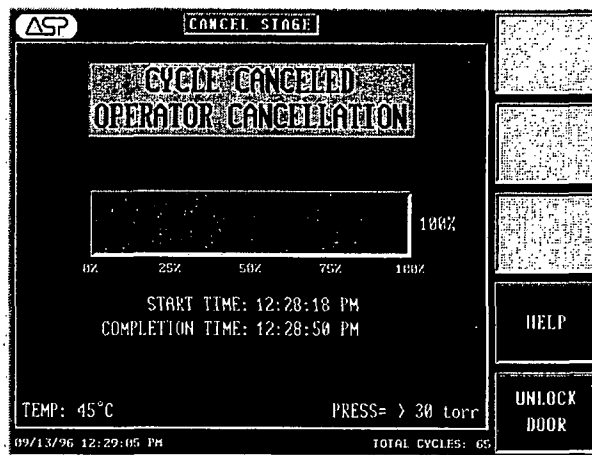 ASP
CANCEL STAGE
CYCLE CANCELED
OPERATOR CANCELLATION
100%
0% 25% 50% 75% 100%
START TIME: 12:28:18 PM
COMPLETION TIME: 12:28:50 PM
HELP
TEMP: 45°C
PRESS= > 30 torr
UNLOCK
DOOR
09/13/96 12:29:05 PM
TOTAL CYCLES: 65